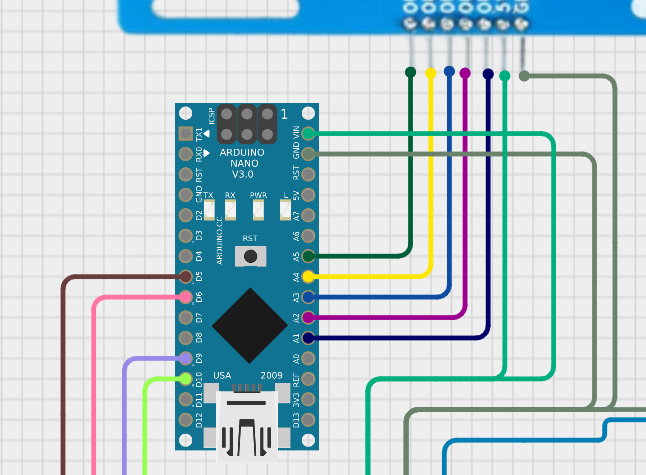 5
G
ICSP
1
TX1
RX0
RST
GND
D2
D3
D4
D5
D6
D7
D8
D9
D10
D11
D12
VIN
GND
RST
5V
A7
A6
A5
A4
A3
A2
A1
A0
REF
3V3
D13
ARDUINO
NANO
V3.0
TX
RX
PWR
L
ARDUINO.CC
RST
USA
2009